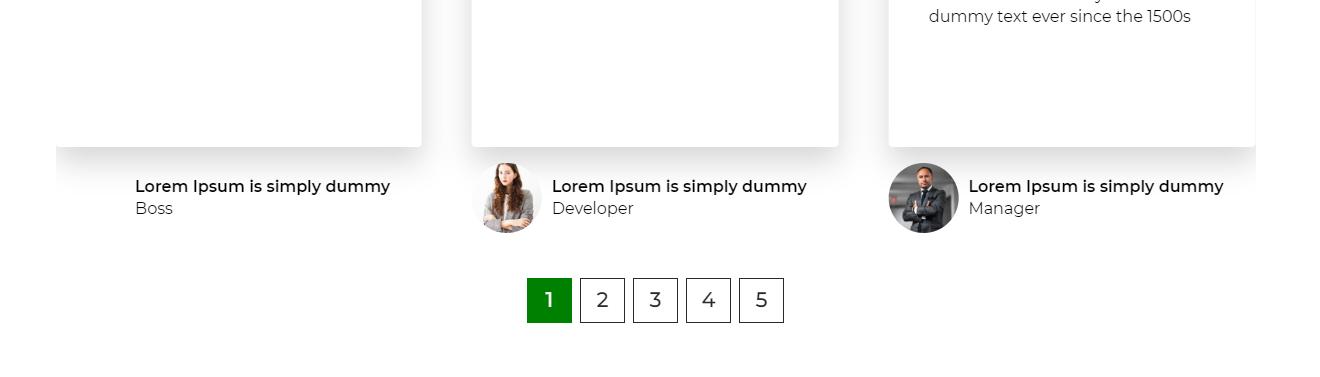 dummy text ever since the 1500s
Lorem Ipsum is simply dummy
Boss
Lorem Ipsum is simply dummy
Developer
Lorem Ipsum is simply dummy
Manager
1 2 3 4 5